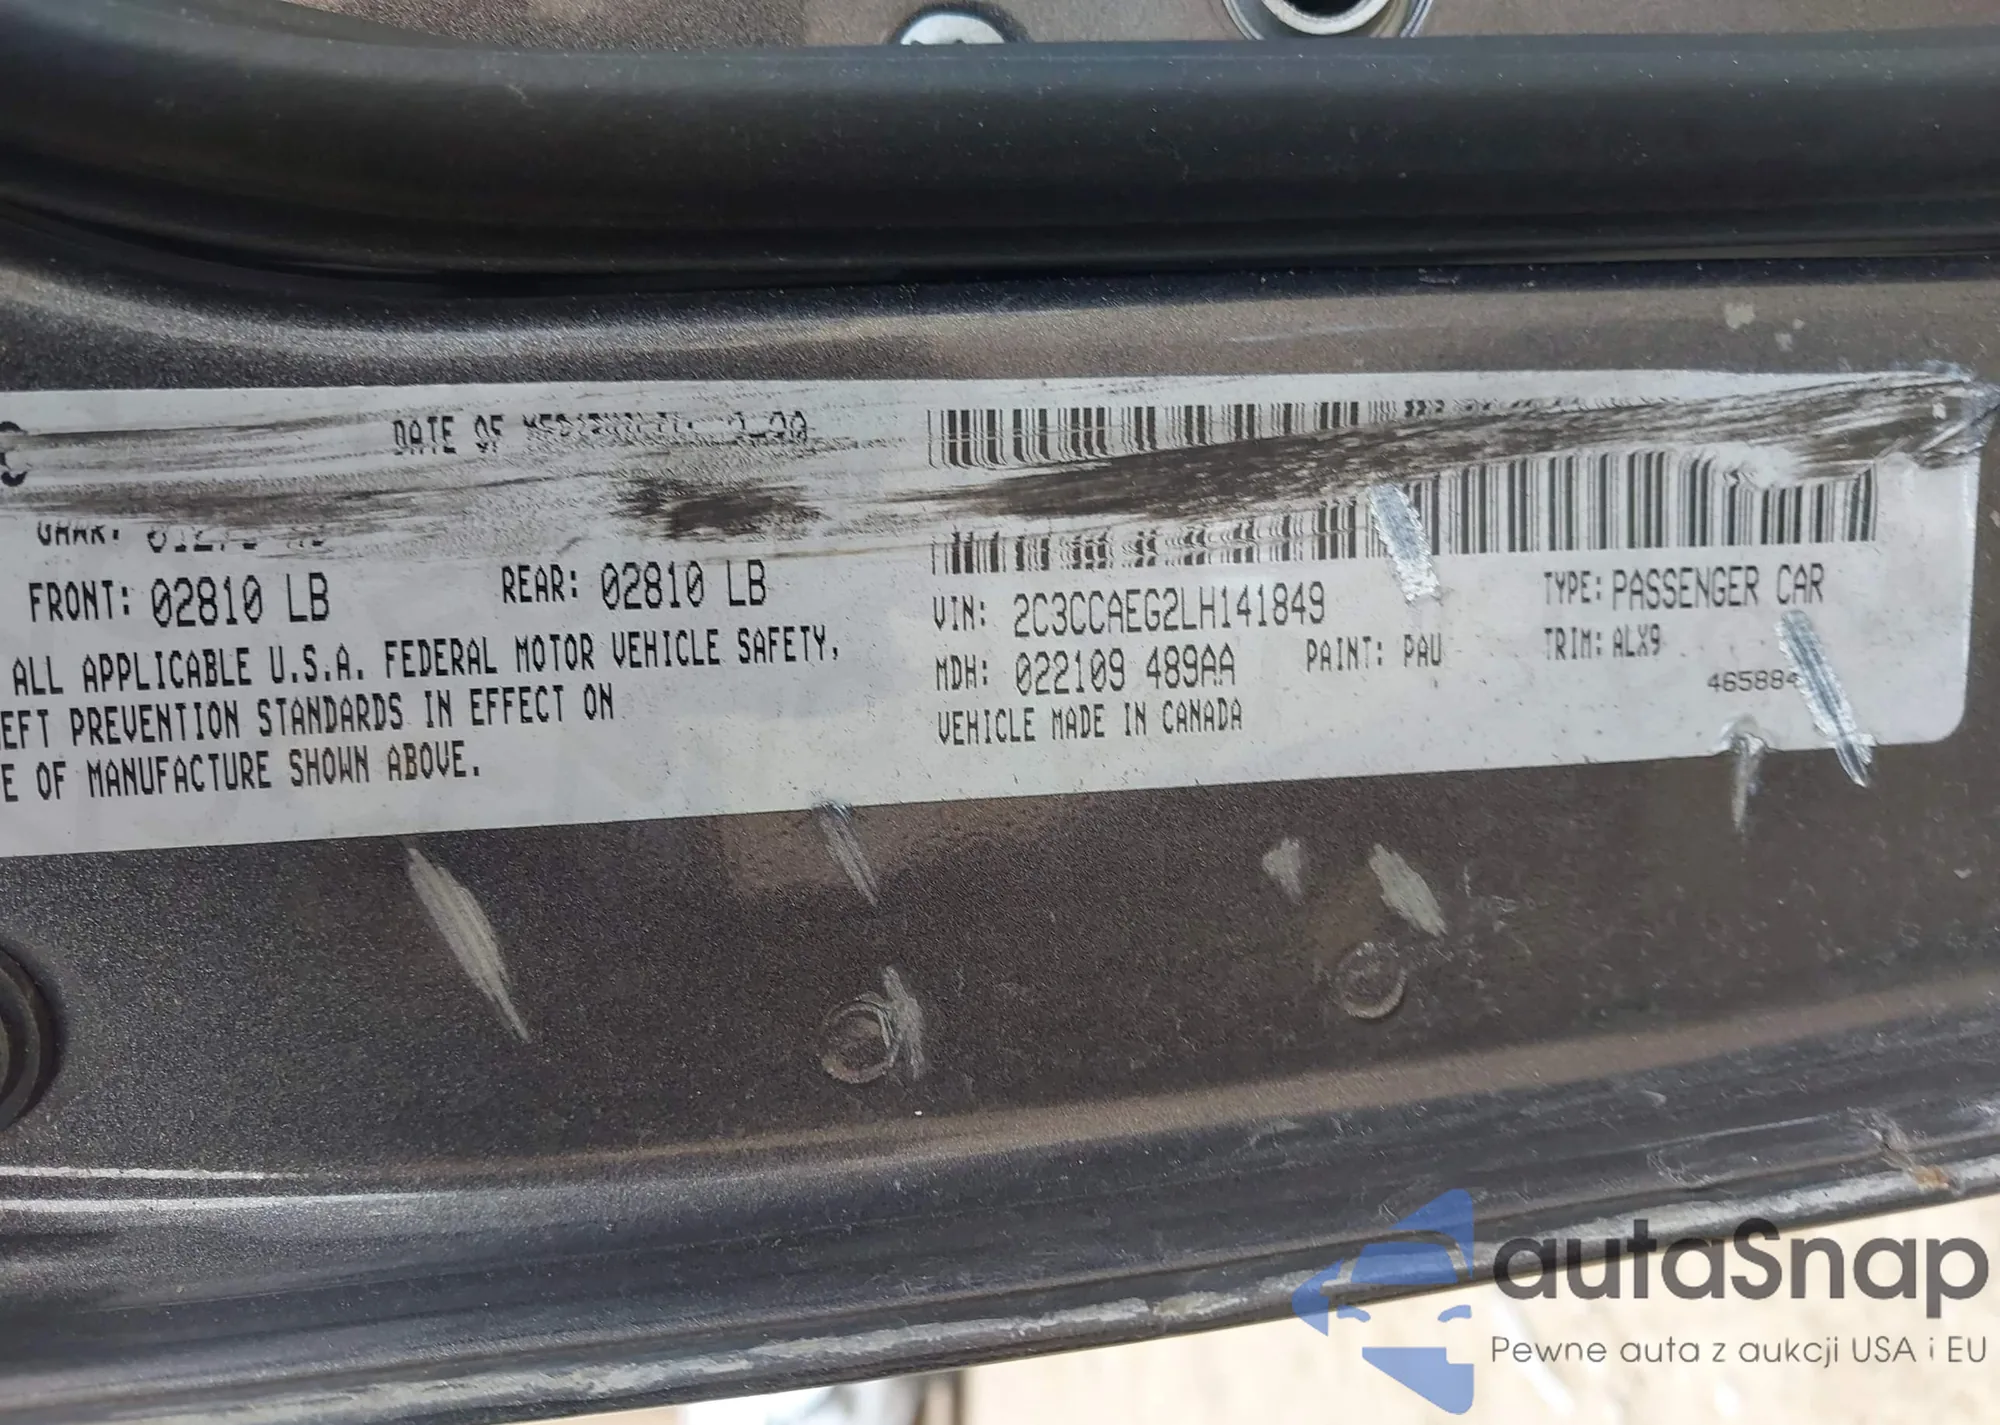 DATE OF
FRONT: 02810 LB REAR: 02810 LB
ALL APPLICABLE U.S.A. FEDERAL MOTOR VEHICLE SAFETY,
EFT PREVENTION STANDARDS IN EFFECT ON
E OF MANUFACTURE SHOWN ABOVE.
VIN: 2C3CCAEG2LH141849 TYPE: PASSENGER CAR
MDH: 022109 489AA PAINT: PAU TRIM: ALX9
VEHICLE MADE IN CANADA
autaSnap
Pewne auta z aukcji USA i EU